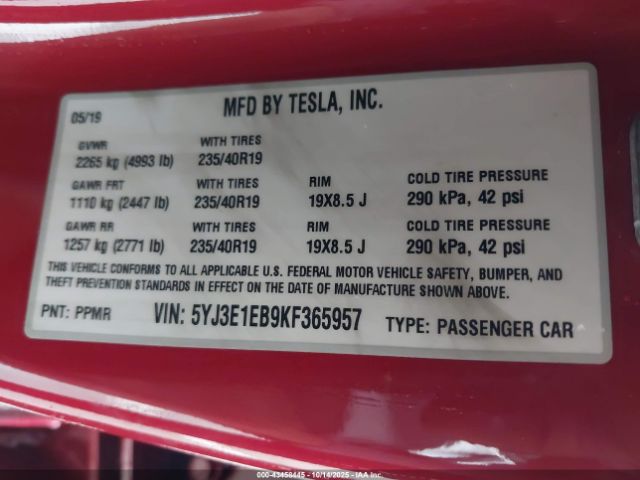 05/19 MFD BY TESLA, INC.
GVWR WITH TIRES
2265 kg (4993 lb) 235/40R19
GAWR FRT WITH TIRES RIM COLD TIRE PRESSURE
1110 kg (2447 lb) 235/40R19 19X8.5 J 290 kPa, 42 psi
GAWR RR WITH TIRES RIM COLD TIRE PRESSURE
1257 kg (2771 lb) 235/40R19 19X8.5 J 290 kPa, 42 psi
THIS VEHICLE CONFORMS TO ALL APPLICABLE U.S. FEDERAL MOTOR VEHICLE SAFETY, BUMPER, AND
THEFT PREVENTION STANDARDS IN EFFECT ON THE DATE OF MANUFACTURE SHOWN ABOVE.
PNT: PPMR VIN: 5YJ3E1EB9KF365957 TYPE: PASSENGER CAR
000-43458445 - 10/14/2025 - IAA Inc.